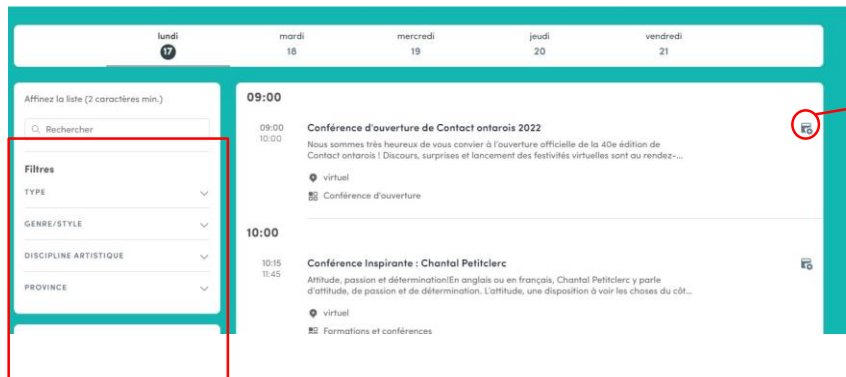 lundi mardi mercredi jeudi vendredi
17 18 19 20 21
Affinez la liste (2 caractères min.)
Rechercher
Filtres
TYPE
GENRE/STYLE
DISCIPLINE ARTISTIQUE
PROVINCE
09:00
09:00
10:00
Conférence d'ouverture de Contact ontarois 2022
Nous sommes très heureux de vous convier à l'ouverture officielle de la 40e édition de
Contact ontarois ! Discours, surprises et lancement des festivités virtuelles sont au rendez-...
virtuel
Conférence d'ouverture
10:00
10:15
11:45
Conférence Inspirante : Chantal Petitclerc
Attitude, passion et détermination!En anglais ou en français, Chantal Petitclerc y parle
d'attitude, de passion et de détermination. L'attitude, une disposition à voir les choses du côt...
virtuel
Formations et conférences